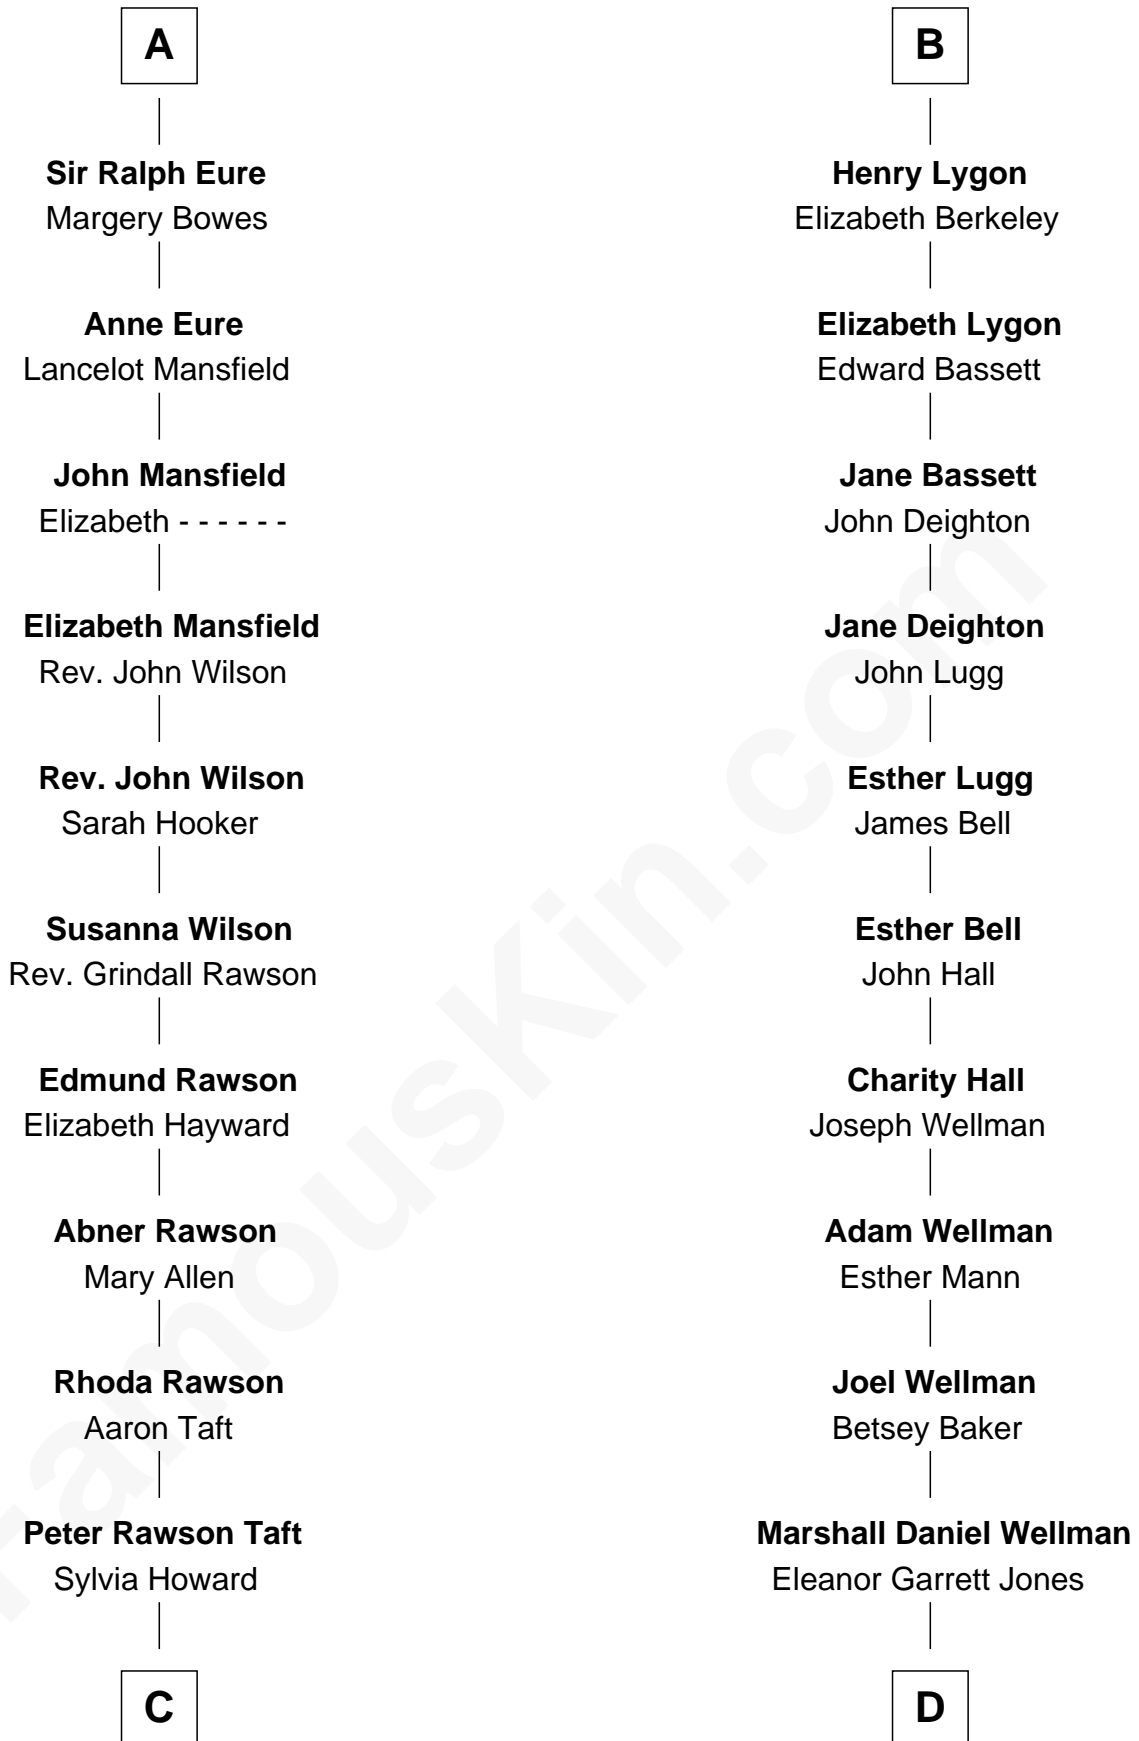 A
Sir Ralph Eure
Margery Bowes
Anne Eure
Lancelot Mansfield
John Mansfield
Elizabeth - - - - - -
Elizabeth Mansfield
Rev. John Wilson
Rev. John Wilson
Sarah Hooker
Susanna Wilson
Rev. Grindall Rawson
Edmund Rawson
Elizabeth Hayward
Abner Rawson
Mary Allen
Rhoda Rawson
Aaron Taft
Peter Rawson Taft
Sylvia Howard
C
B
Henry Lygon
Elizabeth Berkeley
Elizabeth Lygon
Edward Bassett
Jane Bassett
John Deighton
Jane Deighton
John Lugg
Esther Lugg
James Bell
Esther Bell
John Hall
Charity Hall
Joseph Wellman
Adam Wellman
Esther Mann
Joel Wellman
Betsey Baker
Marshall Daniel Wellman
Eleanor Garrett Jones
D
FamousKin.com